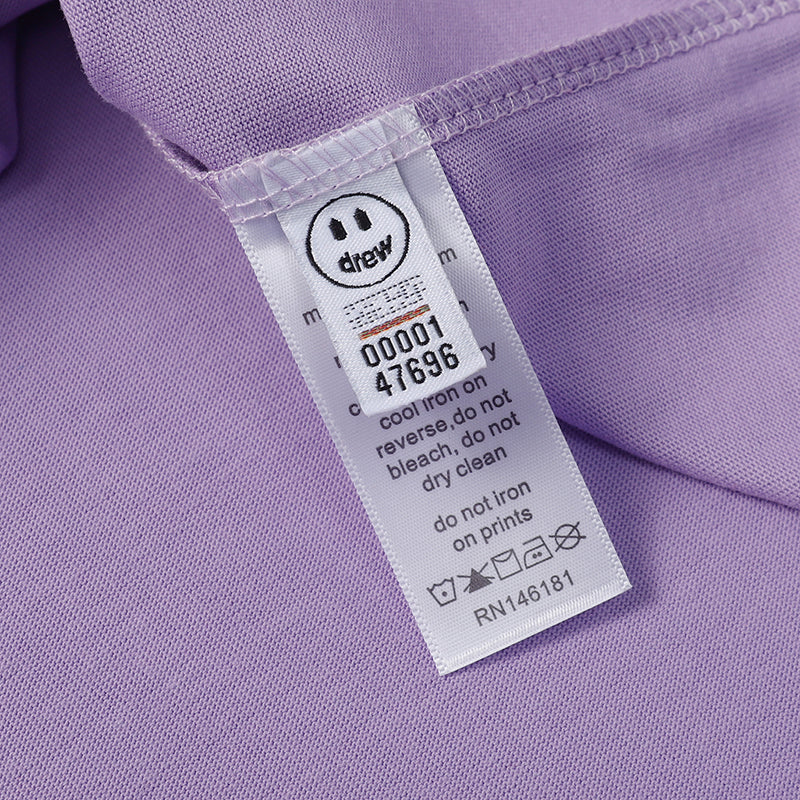 drew
00001
47696
cool iron on
reverse,do not
bleach, do not
dry clean
do not iron
on prints
RN146181